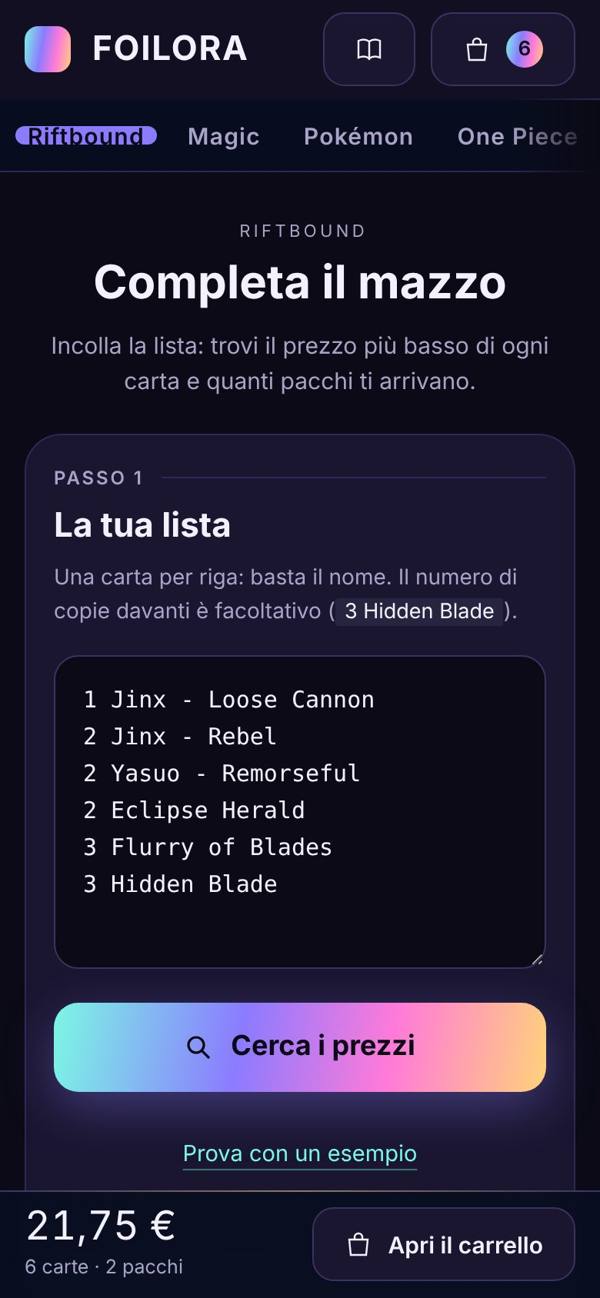 FOILORA
6
Riftbound
Magic
Pokémon
One Piece
RIFTBOUND
Completa il mazzo
Incolla la lista: trovi il prezzo più basso di ogni
carta e quanti pacchi ti arrivano.
PASSO 1
La tua lista
Una carta per riga: basta il nome. Il numero di
copie davanti è facoltativo ( 3 Hidden Blade ).
1 Jinx - Loose Cannon
2 Jinx - Rebel
2 Yasuo - Remorseful
2 Eclipse Herald
3 Flurry of Blades
3 Hidden Blade
Cerca i prezzi
Prova con un esempio
21,75 €
6 carte · 2 pacchi
Apri il carrello